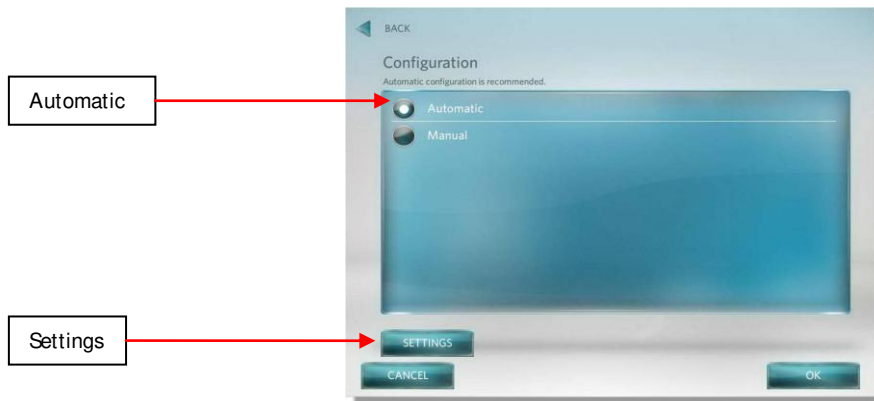 BACK
Configuration
Automatic configuration is recommended.
Automatic
Automatic
Manual
Settings
SETTINGS
CANCEL
OK